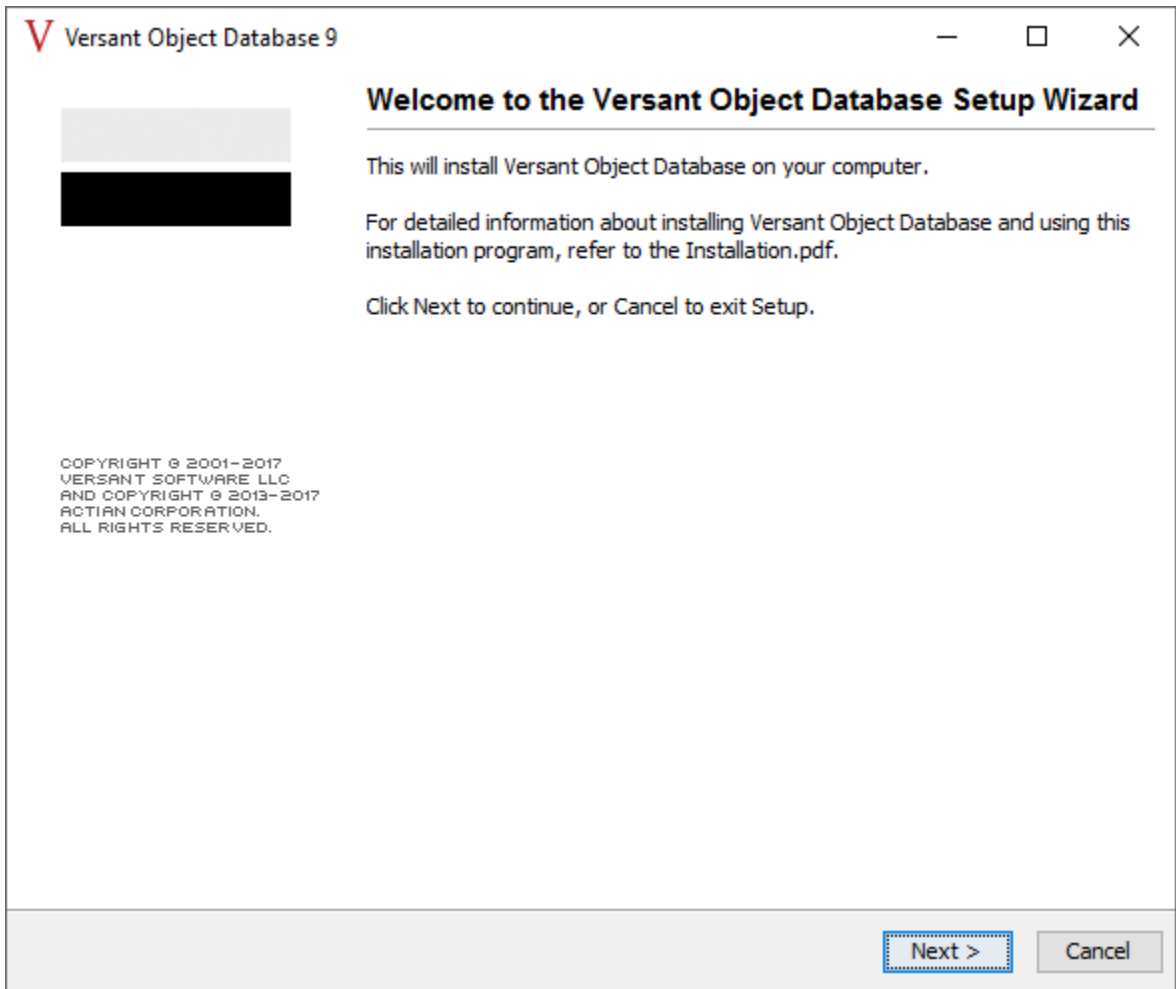 V Versant Object Database 9
Welcome to the Versant Object Database Setup Wizard
This will install Versant Object Database on your computer.
For detailed information about installing Versant Object Database and using this
installation program, refer to the Installation.pdf.
Click Next to continue, or Cancel to exit Setup.
COPYRIGHT © 2001-2017
VERSANT SOFTWARE LLC
AND COPYRIGHT © 2013-2017
ACTIAN CORPORATION.
ALL RIGHTS RESERVED.
Next >
Cancel